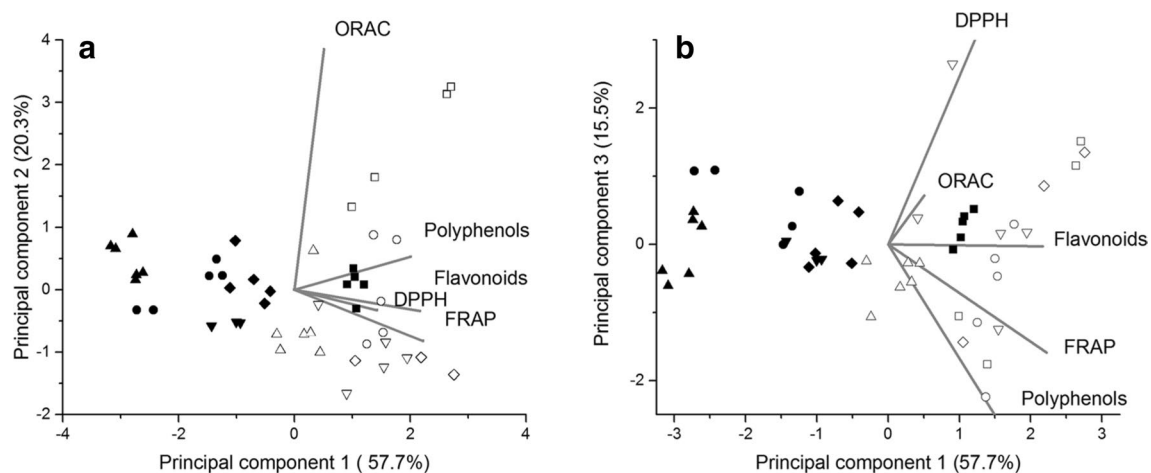 a
ORAC
Polyphenols
Flavonoids
DPPH
FRAP
Principal component 2 (20.3%)
4
3
2
1
0
-1
-2
-4
-2
0
2
4
Principal component 1 ( 57.7%)
b
DPPH
ORAC
Flavonoids
FRAP
Polyphenols
Principal component 3 (15.5%)
2
0
-2
-3
-2
-1
0
1
2
3
Principal component 1 (57.7%)